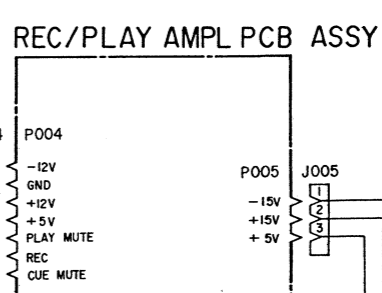 REC/PLAY AMPL PCB ASSY
P004
-12V
GND
+12V
+5V
PLAY MUTE
REC
CUE MUTE
P005 J005
-15V 1
+15V 2
+5V 3